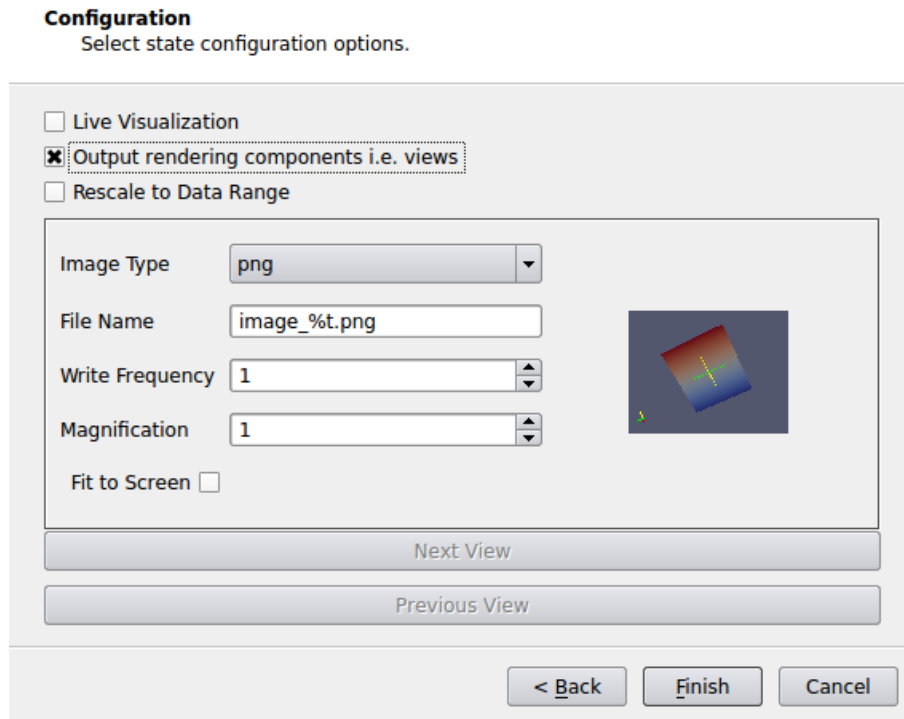 Configuration
Select state configuration options.
Live Visualization
Output rendering components i.e. views
Rescale to Data Range
Image Type png
File Name image_%t.png
Write Frequency 1
Magnification 1
Fit to Screen
Next View
Previous View
< Back Finish Cancel